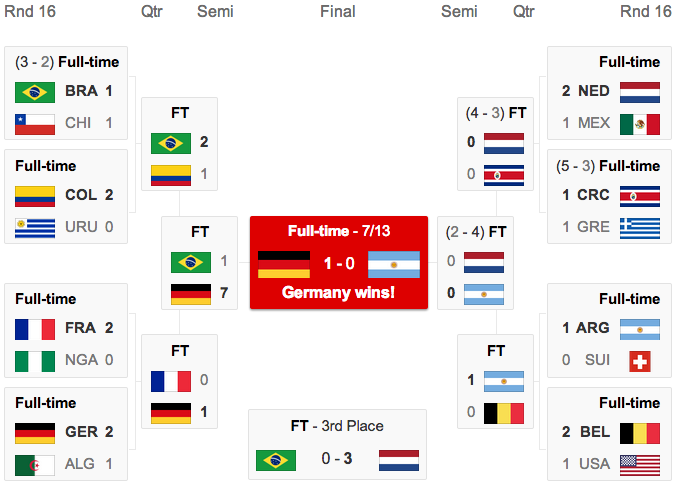 Rnd 16 Qtr Semi Final Semi Qtr Rnd 16
(3 - 2) Full-time
BRA 1
CHI 1
Full-time
COL 2
URU 0
FT
2
1
FT
1
7
Full-time
FRA 2
NGA 0
Full-time
GER 2
ALG 1
FT
0
1
Full-time - 7/13
1 - 0
Germany wins!
FT - 3rd Place
0 - 3
(4 - 3) FT
0
0
(2 - 4) FT
0
0
FT
1
0
Full-time
2 NED
1 MEX
(5 - 3) Full-time
1 CRC
1 GRE
Full-time
1 ARG
0 SUI
Full-time
2 BEL
1 USA